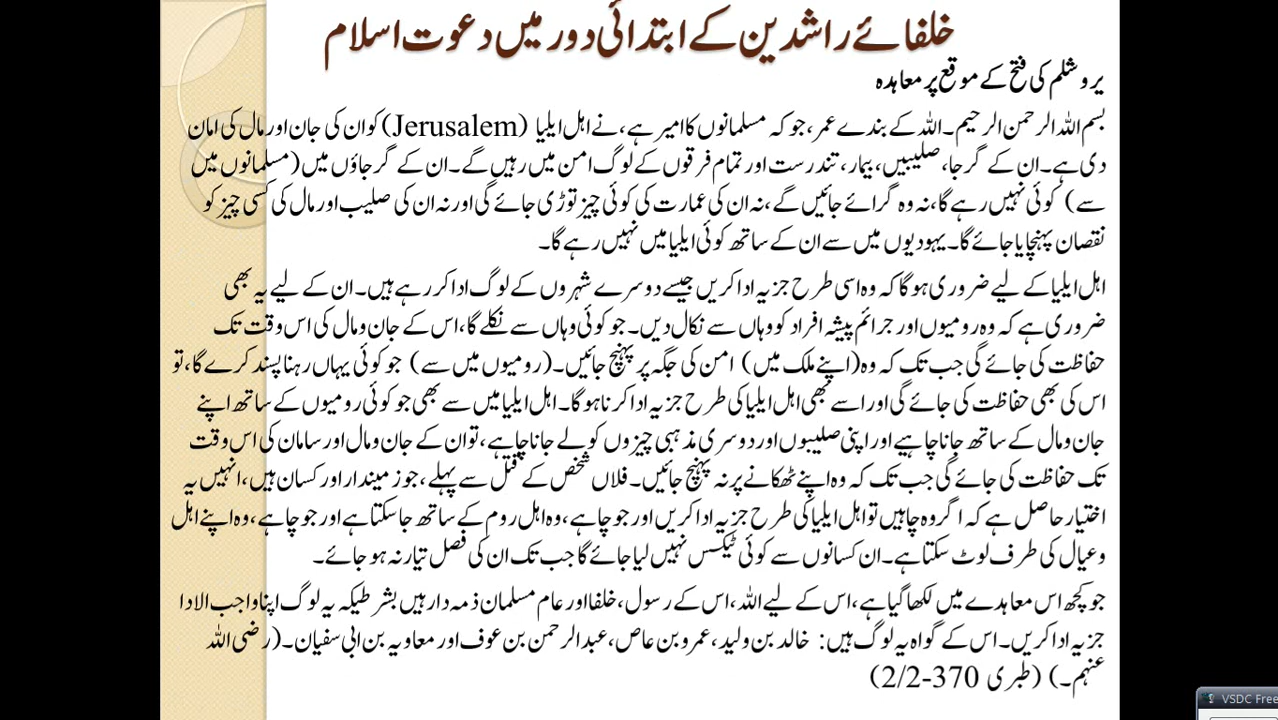 خلفائے راشدین کے ابتدائی دور میں دعوت اسلام
یروشلم کی فتح کے موقع پر معاہدہ
بسم اللہ الرحمن الرحیم۔ اللہ کے بندے عمر، جو کہ مسلمانوں کا امیر ہے، نے اہل ایلیا (Jerusalem) کو ان کی جان اور مال کی امان
دی ہے۔ ان کے گرجا، صلیبیں، بیمار، تندرست اور تمام فرقوں کے لوگ امن میں رہیں گے۔ ان کے گرجاؤں میں (مسلمانوں میں
سے) کوئی نہیں رہے گا، نہ وہ گرائے جائیں گے، نہ ان کی عمارت کی کوئی چیز توڑی جائے گی اور نہ ان کی صلیب اور مال کی کسی چیز کو
نقصان پہنچایا جائے گا۔ یہودیوں میں سے ان کے ساتھ کوئی ایلیا میں نہیں رہے گا۔
اہل ایلیا کے لیے ضروری ہو گا کہ وہ اسی طرح جزیہ ادا کریں جیسے دوسرے شہروں کے لوگ ادا کر رہے ہیں۔ ان کے لیے یہ بھی
ضروری ہے کہ وہ رومیوں اور جرائم پیشہ افراد کو وہاں سے نکال دیں۔ جو کوئی وہاں سے نکلے گا، اس کے جان و مال کی اس وقت تک
حفاظت کی جائے گی جب تک کہ وہ (اپنے ملک میں) امن کی جگہ پر پہنچ جائیں۔ (رومیوں میں سے) جو کوئی یہاں رہنا پسند کرے گا، تو
اس کی بھی حفاظت کی جائے گی اور اسے بھی اہل ایلیا کی طرح جزیہ ادا کرنا ہو گا۔ اہل ایلیا میں سے بھی جو کوئی رومیوں کے ساتھ اپنے
جان و مال کے ساتھ جانا چاہیے اور اپنی صلیبوں اور دوسری مذہبی چیزوں کو لے جانا چاہے، تو ان کے جان و مال اور سامان کی اس وقت
تک حفاظت کی جائے گی جب تک کہ وہ اپنے ٹھکانے پر نہ پہنچ جائیں۔ فلاں شخص کے قتل سے پہلے، جو زمیندار اور کسان ہیں، انہیں یہ
اختیار حاصل ہے کہ اگر وہ چاہیں تو اہل ایلیا کی طرح جزیہ ادا کریں اور جو چاہے، وہ اہل روم کے ساتھ جا سکتا ہے اور جو چاہے، وہ اپنے اہل
و عیال کی طرف لوٹ سکتا ہے۔ ان کسانوں سے کوئی ٹیکس نہیں لیا جائے گا جب تک ان کی فصل تیار نہ ہو جائے۔
جو کچھ اس معاہدے میں لکھا گیا ہے، اس کے لیے اللہ، اس کے رسول، خلفا اور عام مسلمان ذمہ دار ہیں بشرطیکہ یہ لوگ اپنا واجب الادا
جزیہ ادا کریں۔ اس کے گواہ یہ لوگ ہیں: خالد بن ولید، عمرو بن عاص، عبدالرحمن بن عوف اور معاویہ بن ابی سفیان۔ (رضی اللہ
عنہم۔) (طبری 370-2/2)
VSDC Free